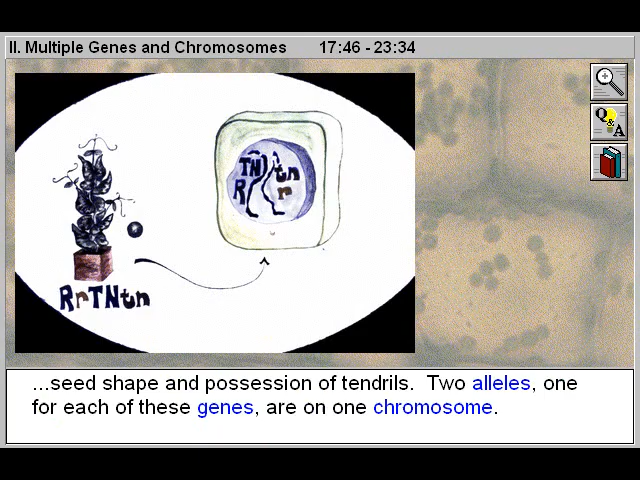 II. Multiple Genes and Chromosomes 17:46 - 23:34
Q & A
TN tn
R r
RrTNtn
...seed shape and possession of tendrils. Two alleles, one
for each of these genes, are on one chromosome.